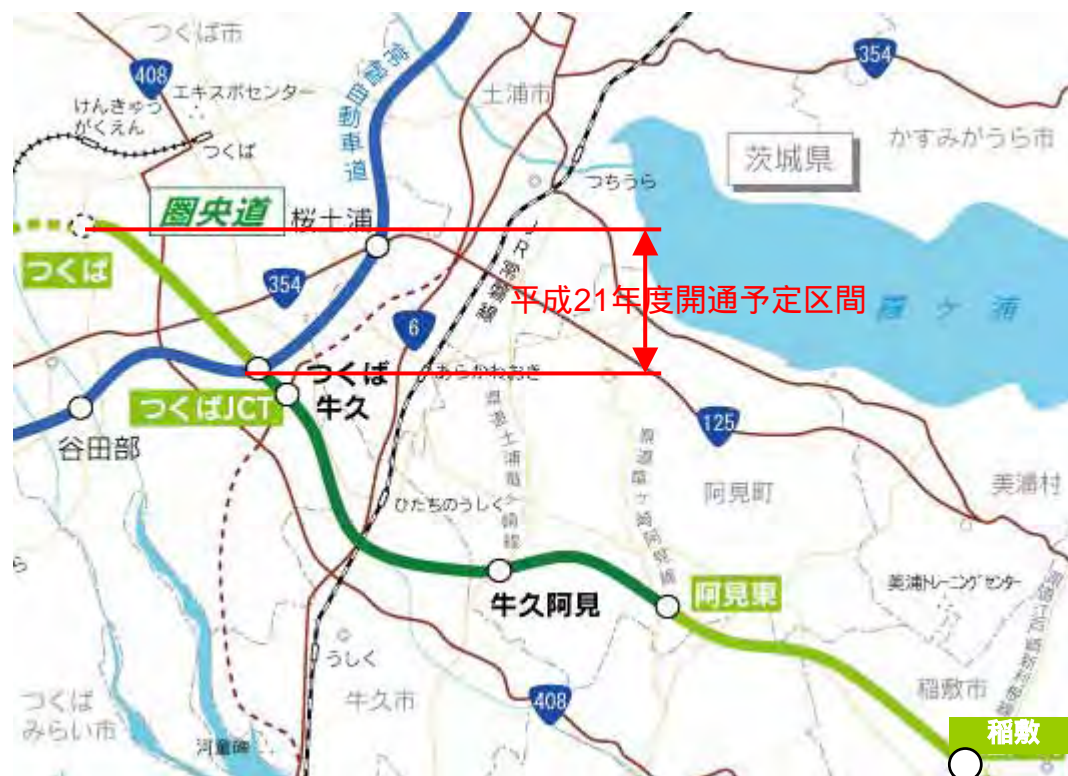 つくば市
408
エキスポセンター
けんきゅう
がくえん
つくば
常磐自動車道
土浦市
354
かすみがうら市
茨城県
つちうら
圏央道
桜土浦
つくば
354
JR常磐線
平成21年度開通予定区間
霞ヶ浦
6
あらかわおき
つくば
牛久
つくばJCT
谷田部
125
県道土浦竜ヶ崎線
阿見町
美浦村
ひたちのうしく
ら
牛久阿見
阿見東
美浦トレーニングセンター
うしく
稲敷市
つくば
みらい市
牛久市
408
稲敷
河童碑